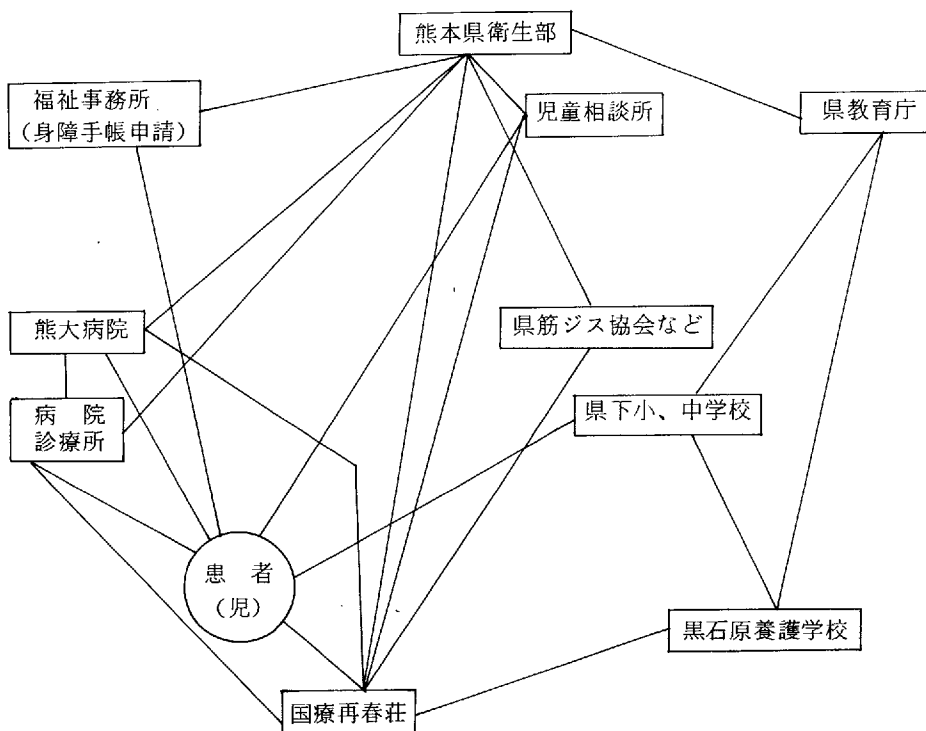 熊本県衛生部
福祉事務所
(身障手帳申請)
児童相談所
県教育庁
熊大病院
県筋ジス協会など
病院
診療所
県下小、中学校
患者
(児)
黒石原養護学校
国療再春荘